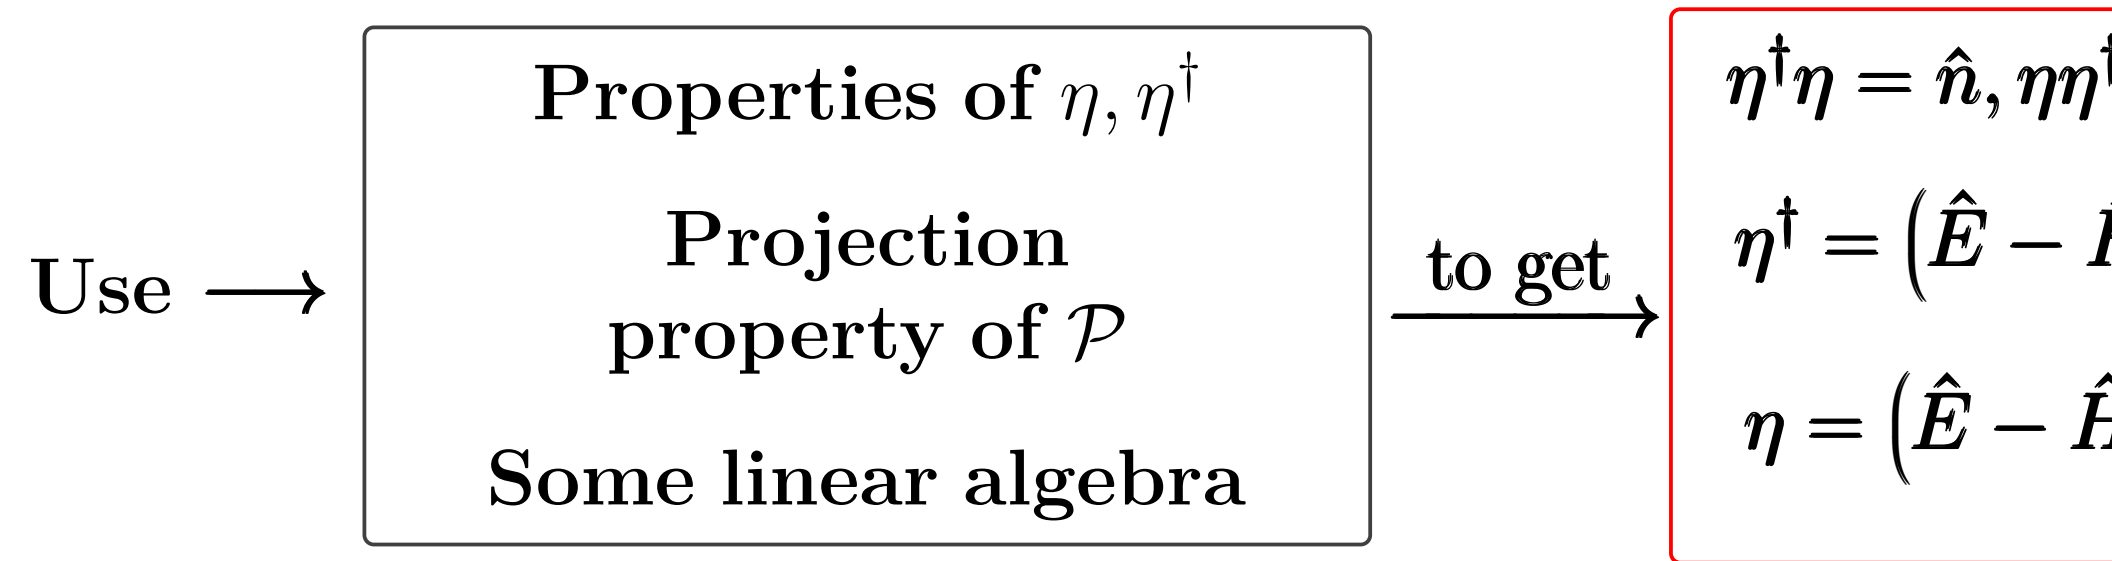 Use ⟶
Properties of η, η†
Projection
property of 𝒫
Some linear algebra
to get
η†η = n̂, ηη†
η† = (Ê −
η = (Ê − Ĥ